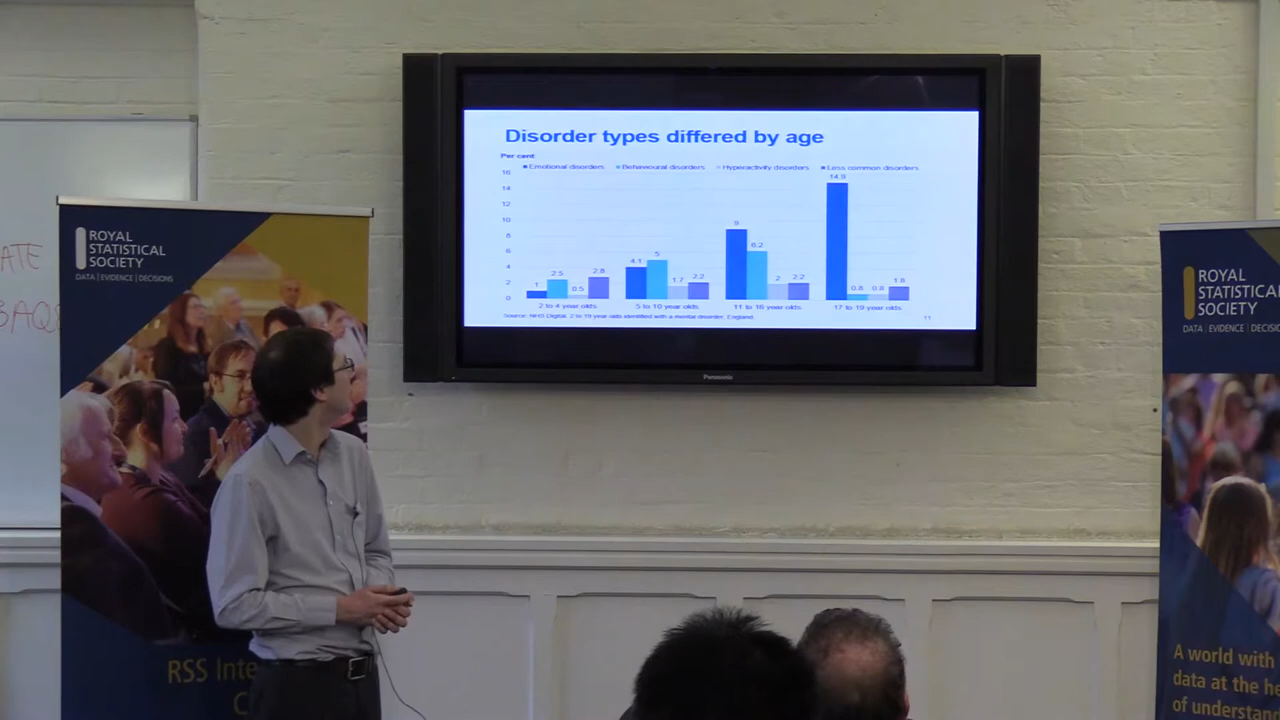 ATE
BAQ
ROYAL
STATISTICAL
SOCIETY
DATA | EVIDENCE | DECISIONS
RSS Inte
C
Disorder types differed by age
Per cent
Emotional disorders Behavioural disorders Hyperactivity disorders Less common disorders
16
14
12
10
8
6
4
2
0
1 2.5 0.5 2.8
4.1 5 1.7 2.2
9 6.2 2 2.2
14.9 0.8 0.8 1.8
2 to 4 year olds 5 to 10 year olds 11 to 16 year olds 17 to 19 year olds
Source: NHS Digital. 2 to 19 year olds identified with a mental disorder, England.
11
Panasonic
ROYAL
STATISTICA
SOCIETY
DATA | EVIDENCE | DECISIO
A world with
data at the he
of understan